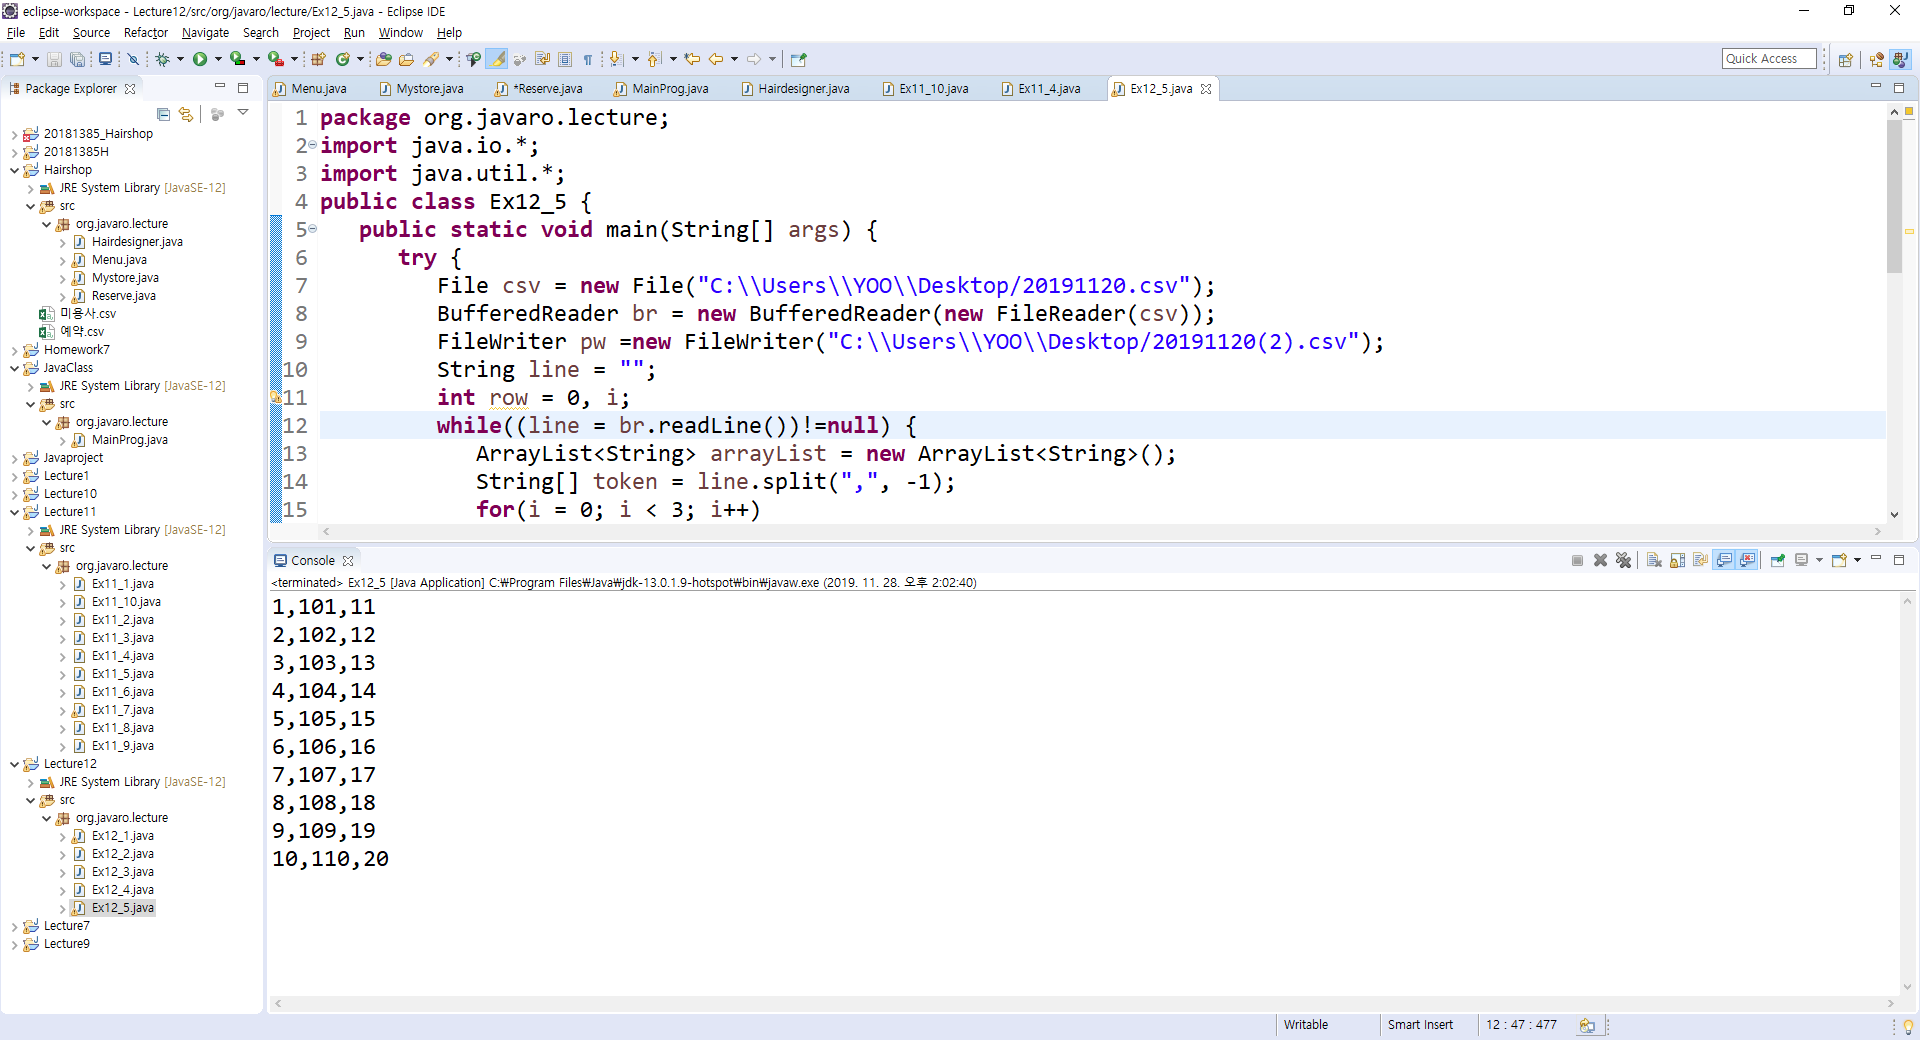 eclipse-workspace - Lecture12/src/org/javaro/lecture/Ex12_5.java - Eclipse IDE
File Edit Source Refactor Navigate Search Project Run Window Help
Quick Access
Package Explorer
20181385_Hairshop
20181385H
Hairshop
JRE System Library [JavaSE-12]
src
org.javaro.lecture
Hairdesigner.java
Menu.java
Mystore.java
Reserve.java
미용사.csv
예약.csv
Homework7
JavaClass
JRE System Library [JavaSE-12]
src
org.javaro.lecture
MainProg.java
Javaproject
Lecture1
Lecture10
Lecture11
JRE System Library [JavaSE-12]
src
org.javaro.lecture
Ex11_1.java
Ex11_10.java
Ex11_2.java
Ex11_3.java
Ex11_4.java
Ex11_5.java
Ex11_6.java
Ex11_7.java
Ex11_8.java
Ex11_9.java
Lecture12
JRE System Library [JavaSE-12]
src
org.javaro.lecture
Ex12_1.java
Ex12_2.java
Ex12_3.java
Ex12_4.java
Ex12_5.java
Lecture7
Lecture9
Menu.java Mystore.java *Reserve.java MainProg.java Hairdesigner.java Ex11_10.java Ex11_4.java Ex12_5.java
1 package org.javaro.lecture;
2 import java.io.*;
3 import java.util.*;
4 public class Ex12_5 {
5 public static void main(String[] args) {
6 try {
7 File csv = new File("C:\\Users\\YOO\\Desktop/20191120.csv");
8 BufferedReader br = new BufferedReader(new FileReader(csv));
9 FileWriter pw =new FileWriter("C:\\Users\\YOO\\Desktop/20191120(2).csv");
10 String line = "";
11 int row = 0, i;
12 while((line = br.readLine())!=null) {
13 ArrayList<String> arrayList = new ArrayList<String>();
14 String[] token = line.split(",", -1);
15 for(i = 0; i < 3; i++)
Console
<terminated> Ex12_5 [Java Application] C:₩Program Files₩Java₩jdk-13.0.1.9-hotspot₩bin₩javaw.exe (2019. 11. 28. 오후 2:02:40)
1,101,11
2,102,12
3,103,13
4,104,14
5,105,15
6,106,16
7,107,17
8,108,18
9,109,19
10,110,20
Writable Smart Insert 12 : 47 : 477